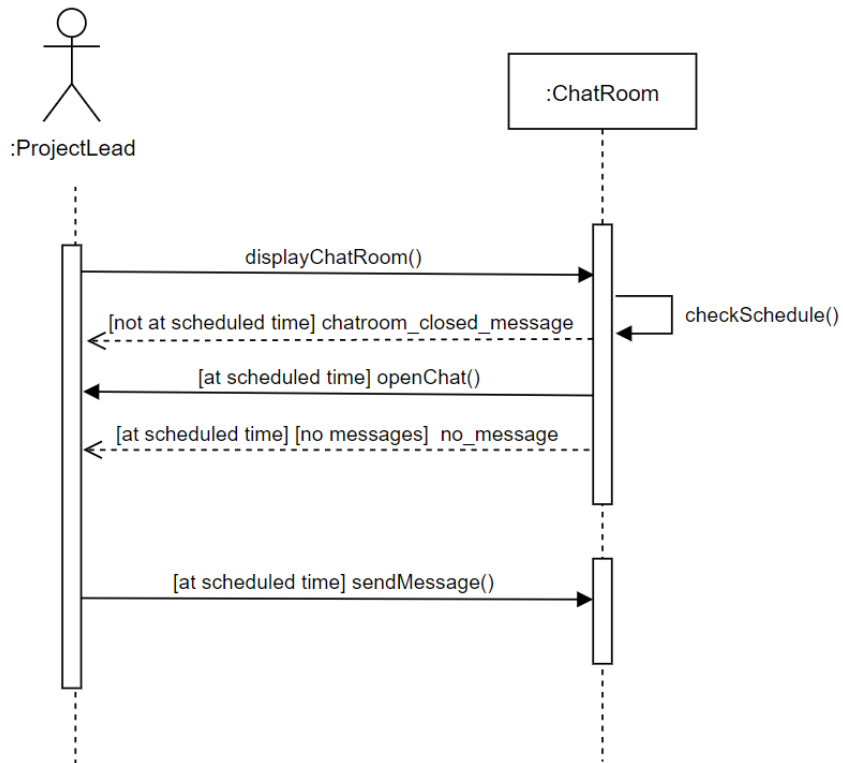 :ChatRoom
:ProjectLead
displayChatRoom()
checkSchedule()
[not at scheduled time] chatroom_closed_message
[at scheduled time] openChat()
[at scheduled time] [no messages]  no_message
[at scheduled time] sendMessage()